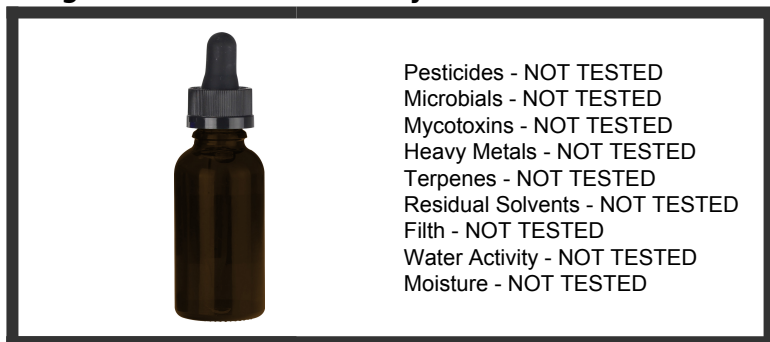 Pesticides - NOT TESTED
Microbials - NOT TESTED
Mycotoxins - NOT TESTED
Heavy Metals - NOT TESTED
Terpenes - NOT TESTED
Residual Solvents - NOT TESTED
Filth - NOT TESTED
Water Activity - NOT TESTED
Moisture - NOT TESTED